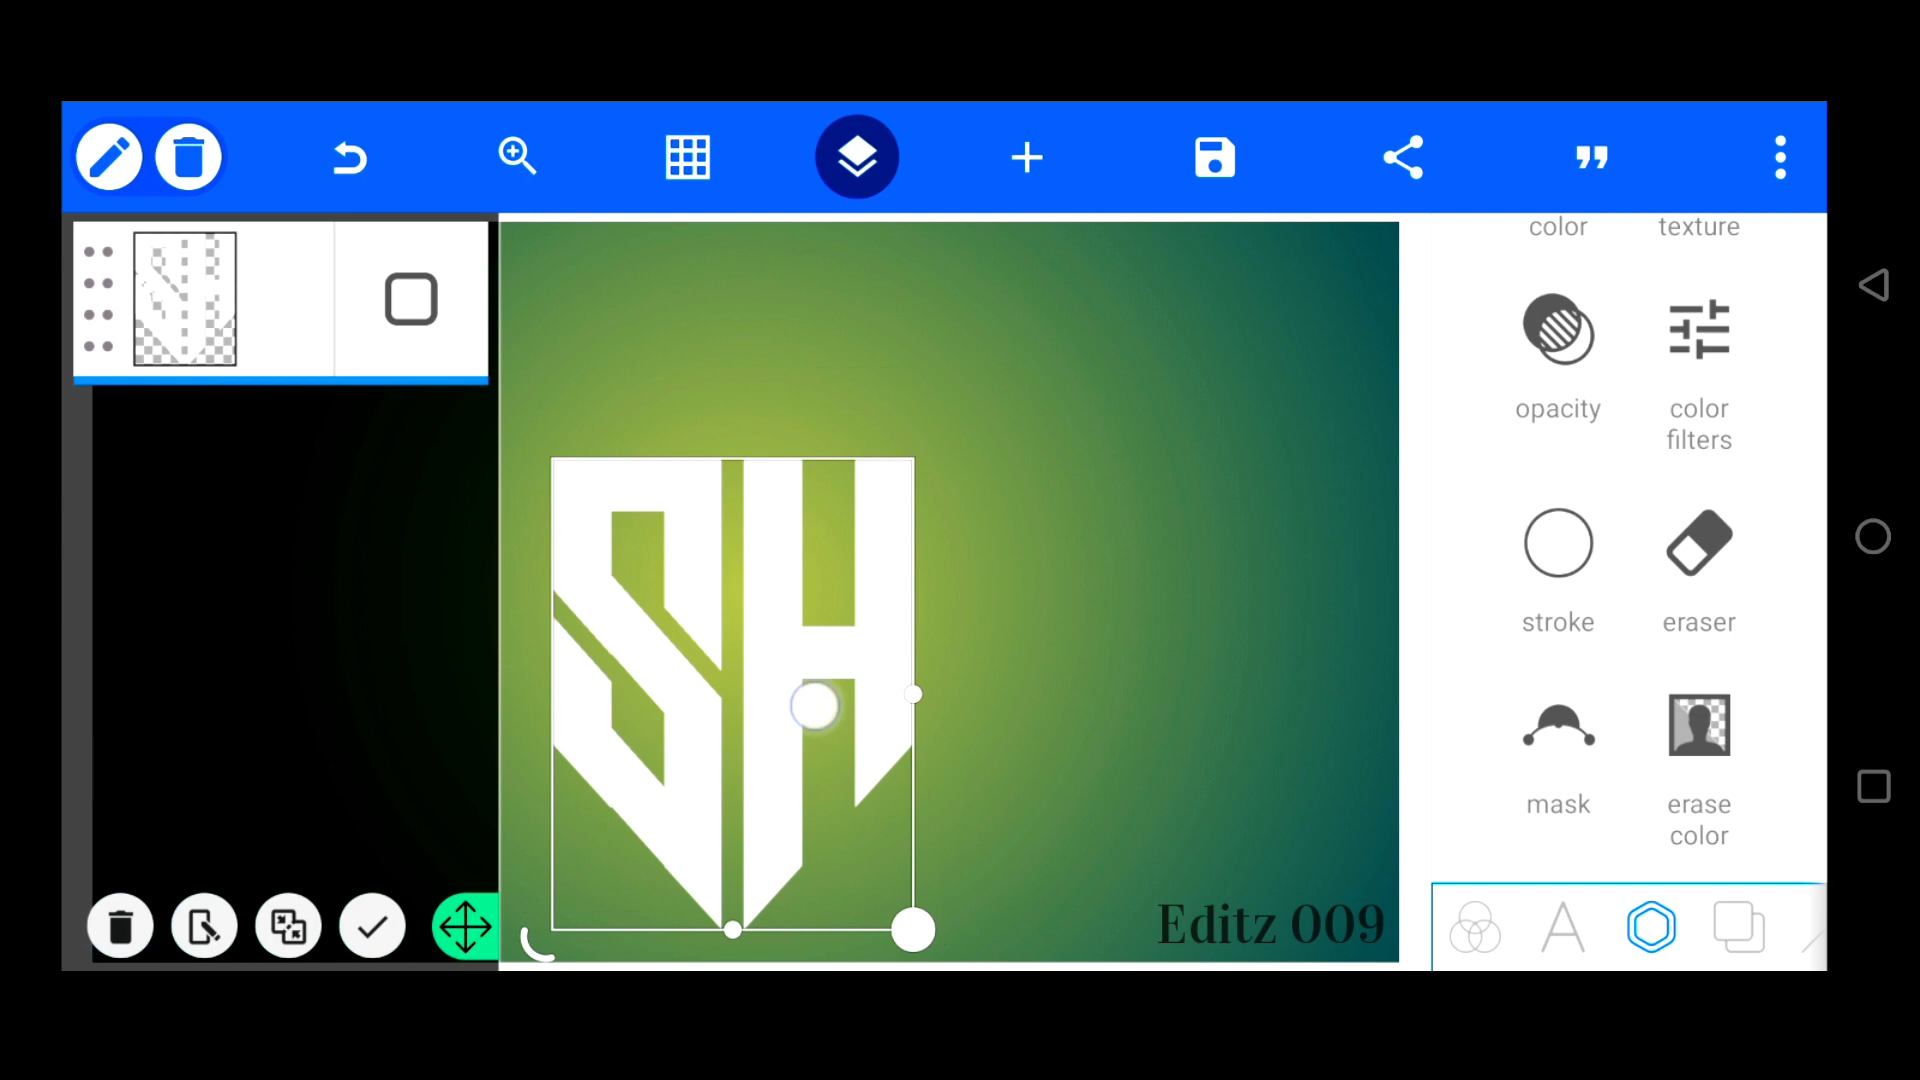 color
texture
opacity
color
filters
stroke
eraser
mask
erase
color
SH
Editz 009